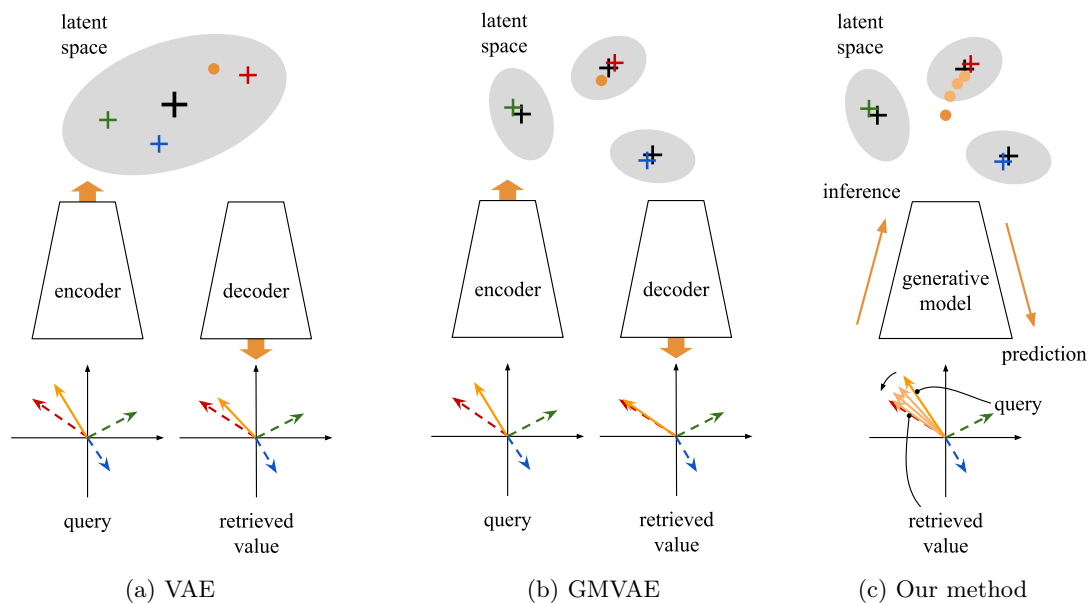 latent
space
encoder
decoder
query
retrieved
value
(a) VAE
latent
space
encoder
decoder
query
retrieved
value
(b) GMVAE
latent
space
inference
generative
model
prediction
query
retrieved
value
(c) Our method